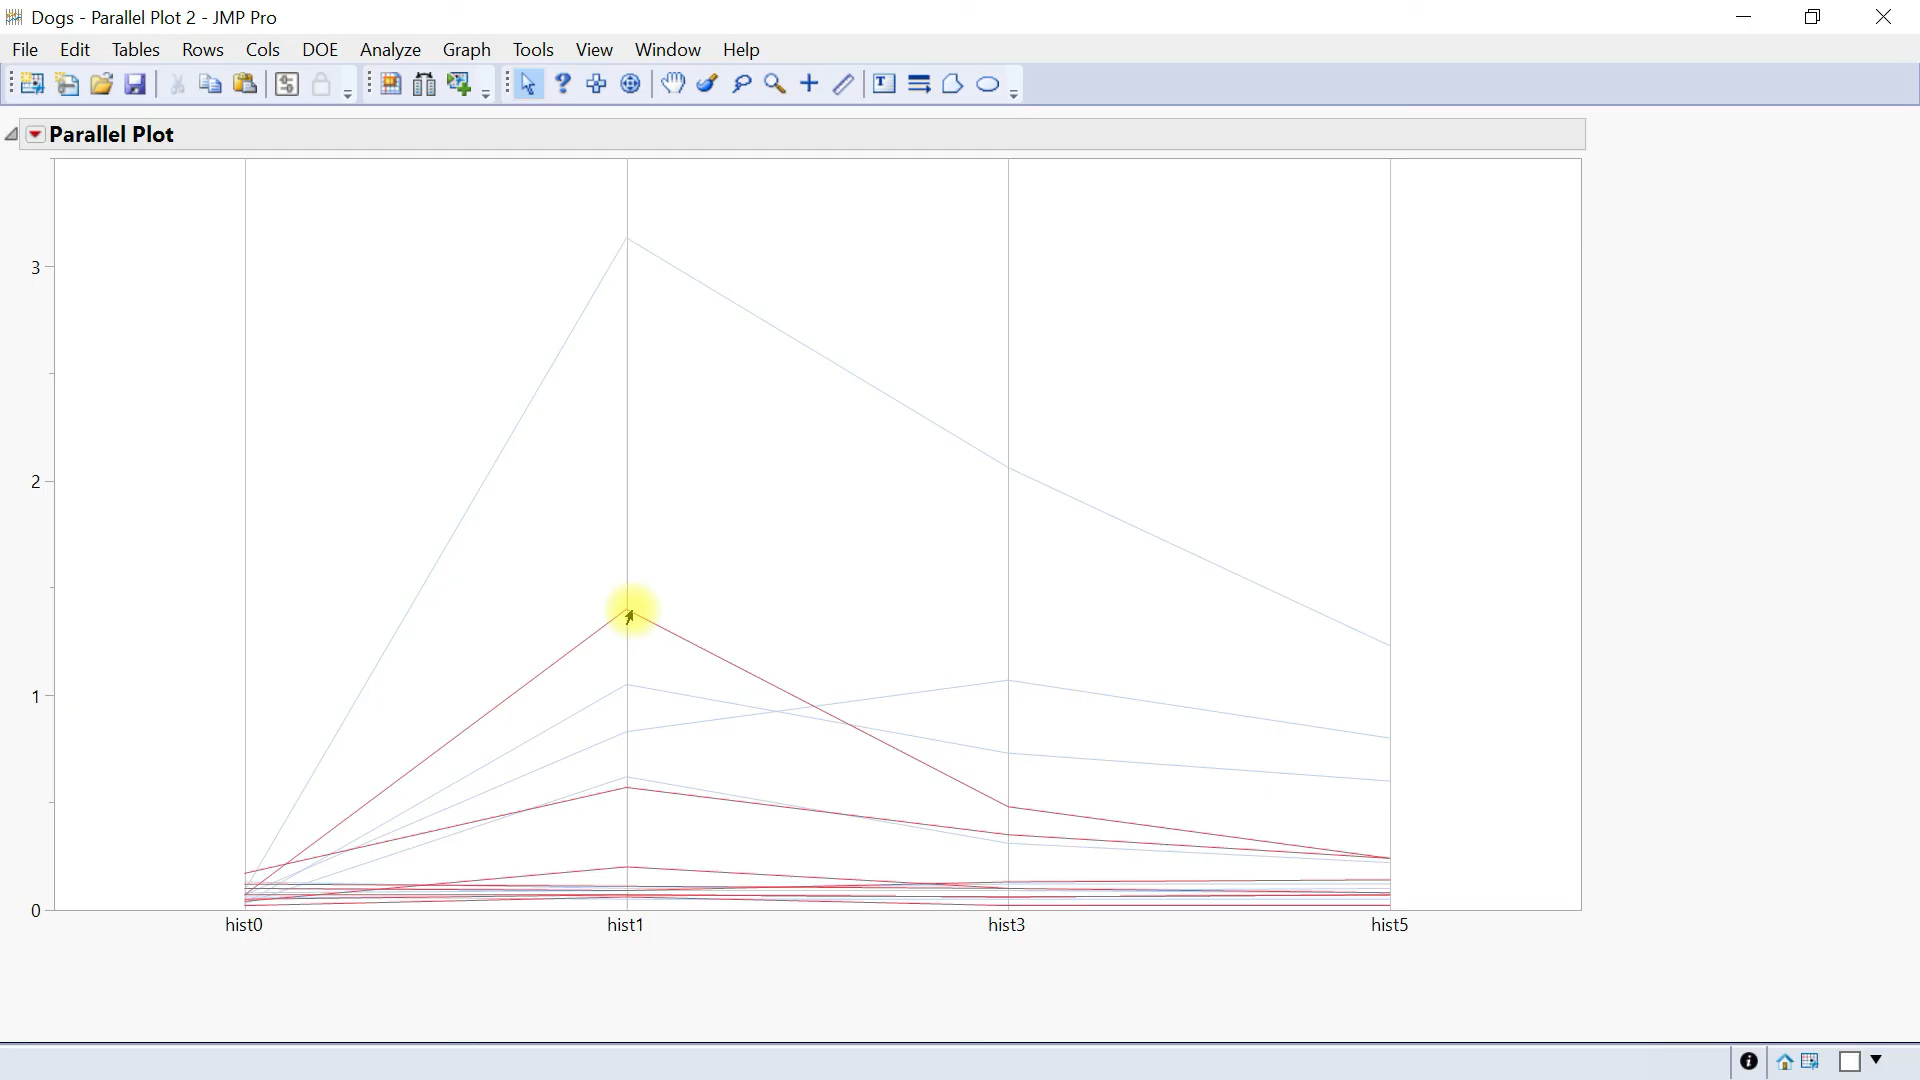 Dogs - Parallel Plot 2 - JMP Pro
File Edit Tables Rows Cols DOE Analyze Graph Tools View Window Help
Parallel Plot
3
2
1
0
hist0 hist1 hist3 hist5